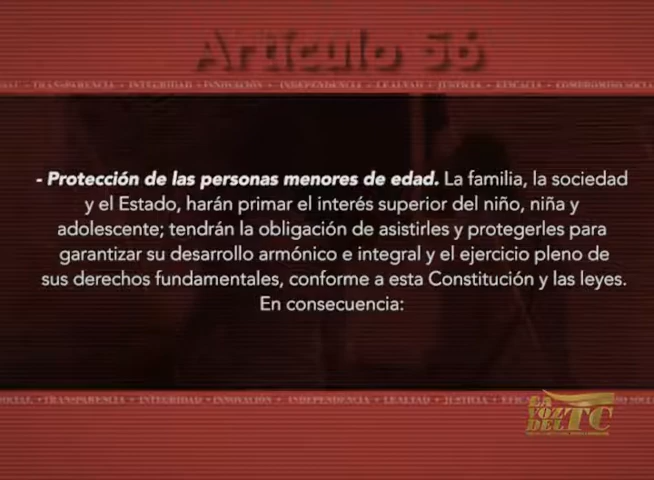 Artículo 56
SOCIAL • TRANSPARENCIA • INTEGRIDAD • INNOVACIÓN • INDEPENDENCIA • LEALTAD • JUSTICIA • EFICACIA • COMPROMISO SOCIA
- Protección de las personas menores de edad. La familia, la sociedad
y el Estado, harán primar el interés superior del niño, niña y
adolescente; tendrán la obligación de asistirles y protegerles para
garantizar su desarrollo armónico e integral y el ejercicio pleno de
sus derechos fundamentales, conforme a esta Constitución y las leyes.
En consecuencia:
SOCIAL • TRANSPARENCIA • INTEGRIDAD • INNOVACIÓN • INDEPENDENCIA • LEALTAD • JUSTICIA
LA
VOZ
DEL TC